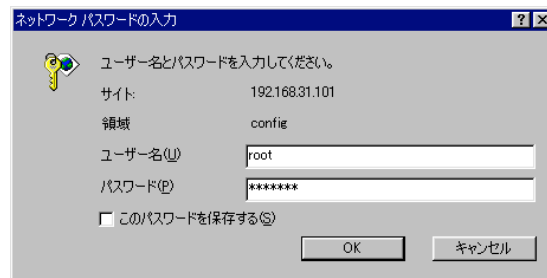 ネットワーク パスワードの入力
ユーザー名とパスワードを入力してください。
サイト: 192.168.31.101
領域 config
ユーザー名(U) root
パスワード(P) *******
このパスワードを保存する(S)
OK キャンセル